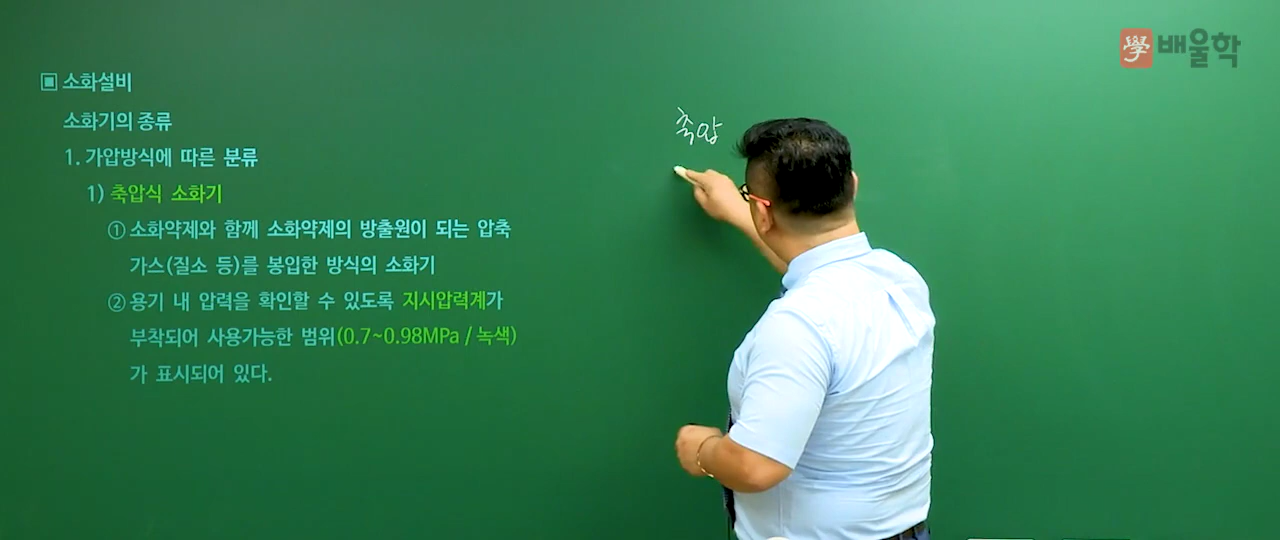 ▣ 소화설비
소화기의 종류
1. 가압방식에 따른 분류
1) 축압식 소화기
① 소화약제와 함께 소화약제의 방출원이 되는 압축
가스(질소 등)를 봉입한 방식의 소화기
② 용기 내 압력을 확인할 수 있도록 지시압력계가
부착되어 사용가능한 범위(0.7~0.98MPa / 녹색)
가 표시되어 있다.
축압
學 배울학